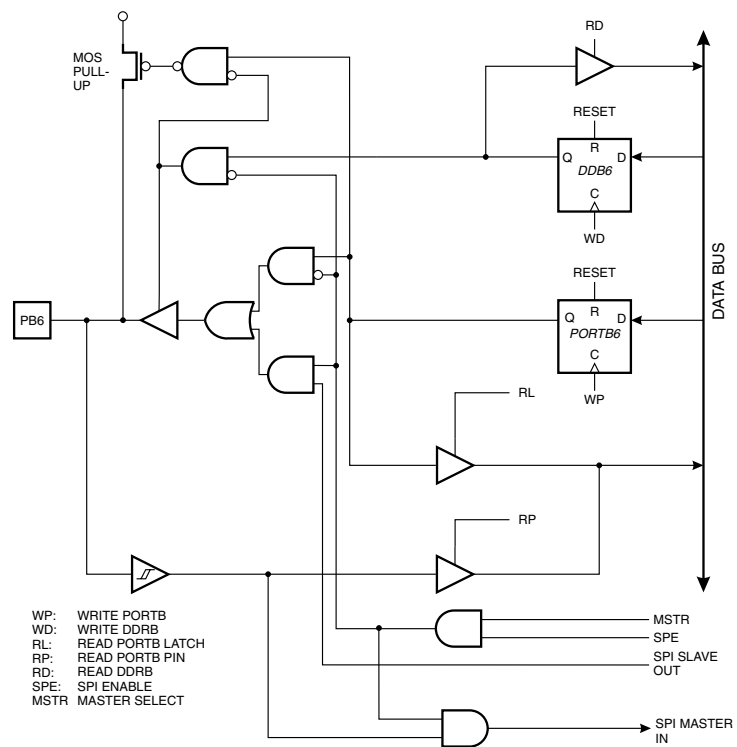 RD
MOS
PULL-
UP
RESET
R
Q
D
DDB6
C
WD
RESET
R
Q
D
PORTB6
C
WP
DATA BUS
PB6
RL
RP
WP: WRITE PORTB
WD: WRITE DDRB
RL: READ PORTB LATCH
RP: READ PORTB PIN
RD: READ DDRB
SPE: SPI ENABLE
MSTR MASTER SELECT
MSTR
SPE
SPI SLAVE
OUT
SPI MASTER
IN